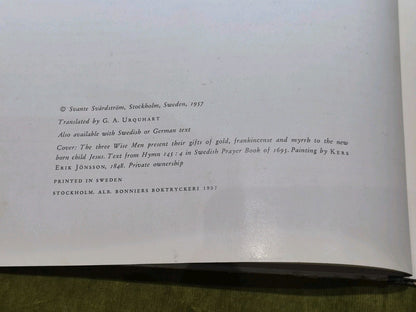 © Svante Svärdström, Stockholm, Sweden, 1957
Translated by G. A. Urquhart
Also available with Swedish or German text
Cover: The three Wise Men present their gifts of gold, frankincense and myrrh to the new
born child Jesus. Text from Hymn 145 : 4 in Swedish Prayer Book of 1695. Painting by Kers
Erik Jönsson, 1848. Private ownership
PRINTED IN SWEDEN
STOCKHOLM. ALB. BONNIERS BOKTRYCKERI 1957